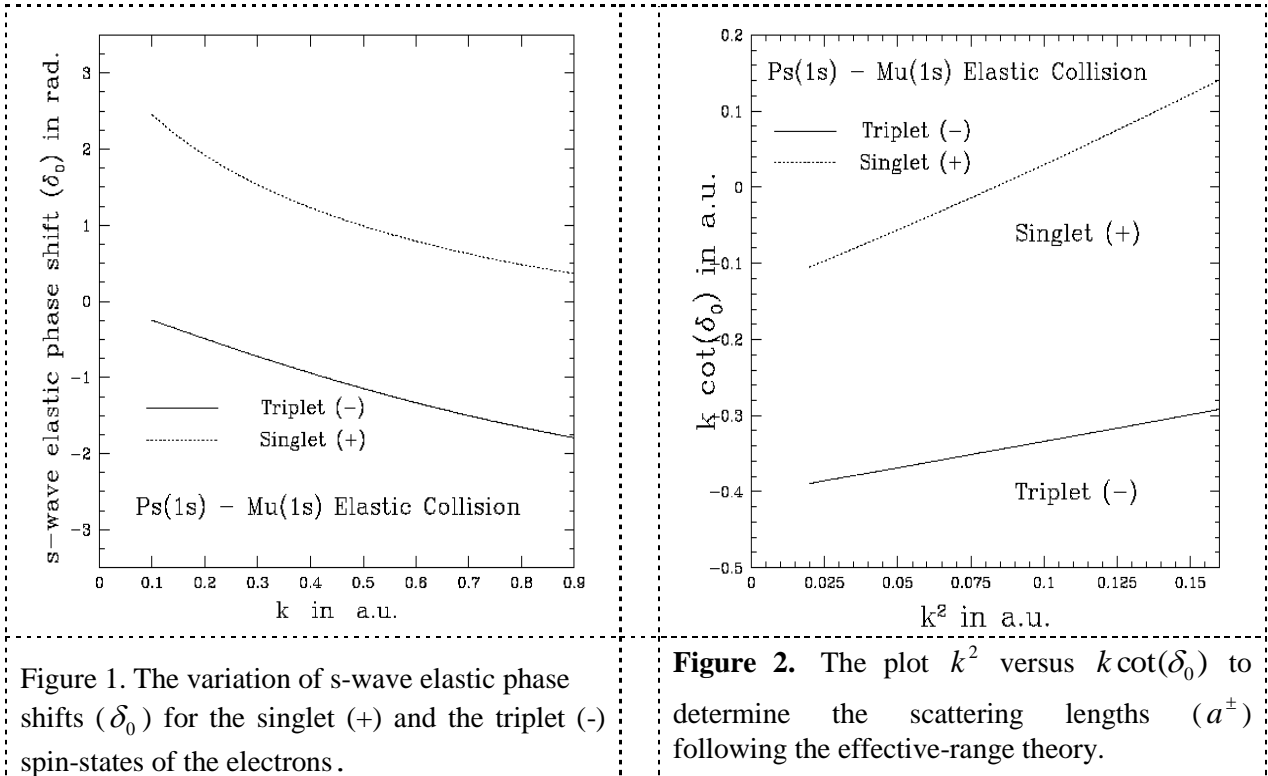 s-wave elastic phase shift (δ₀) in rad.
3
2
1
0
−1
−2
−3
Triplet (−)
Singlet (+)
Ps(1s) − Mu(1s) Elastic Collision
0 0.1 0.2 0.3 0.4 0.5 0.6 0.7 0.8 0.9
k in a.u.
Figure 1. The variation of s-wave elastic phase
shifts (δ₀) for the singlet (+) and the triplet (-)
spin-states of the electrons.
k cot(δ₀) in a.u.
0.2
0.1
0
−0.1
−0.2
−0.3
−0.4
−0.5
Ps(1s) − Mu(1s) Elastic Collision
Triplet (−)
Singlet (+)
Singlet (+)
Triplet (−)
0 0.025 0.05 0.075 0.1 0.125 0.15
k² in a.u.
Figure 2. The plot k² versus k cot(δ₀) to
determine the scattering lengths (a^±)
following the effective-range theory.